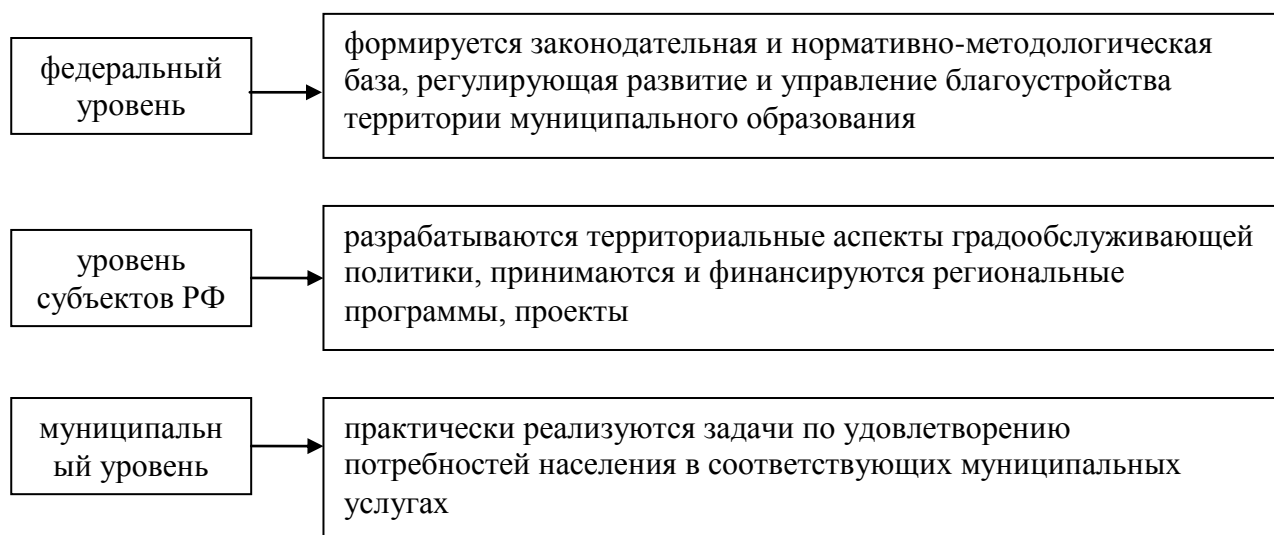 федеральный
уровень
формируется законодательная и нормативно-методологическая
база, регулирующая развитие и управление благоустройства
территории муниципального образования
уровень
субъектов РФ
разрабатываются территориальные аспекты градообслуживающей
политики, принимаются и финансируются региональные
программы, проекты
муниципальн
ый уровень
практически реализуются задачи по удовлетворению
потребностей населения в соответствующих муниципальных
услугах